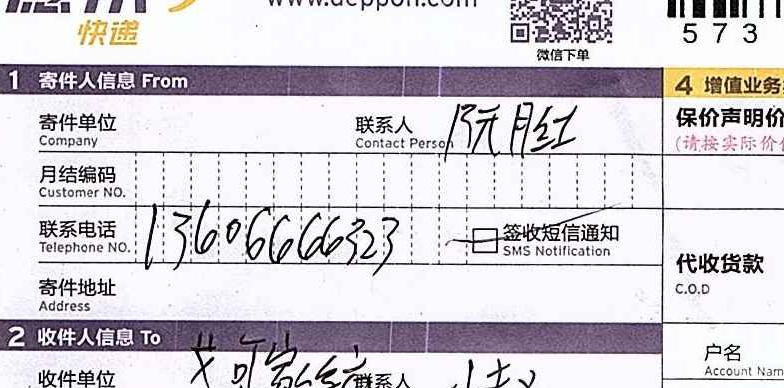 www.deppon.com
快递
微信下单
573
1 寄件人信息 From
4 增值业务
寄件单位 联系人 阮胜红
Company Contact Person
保价声明价
(请按实际价
月结编码
Customer NO.
联系电话 13606666323 签收短信通知
Telephone NO. SMS Notification
代收货款
C.O.D
寄件地址
Address
2 收件人信息 To
户名
Account Nam
收件单位 联系人